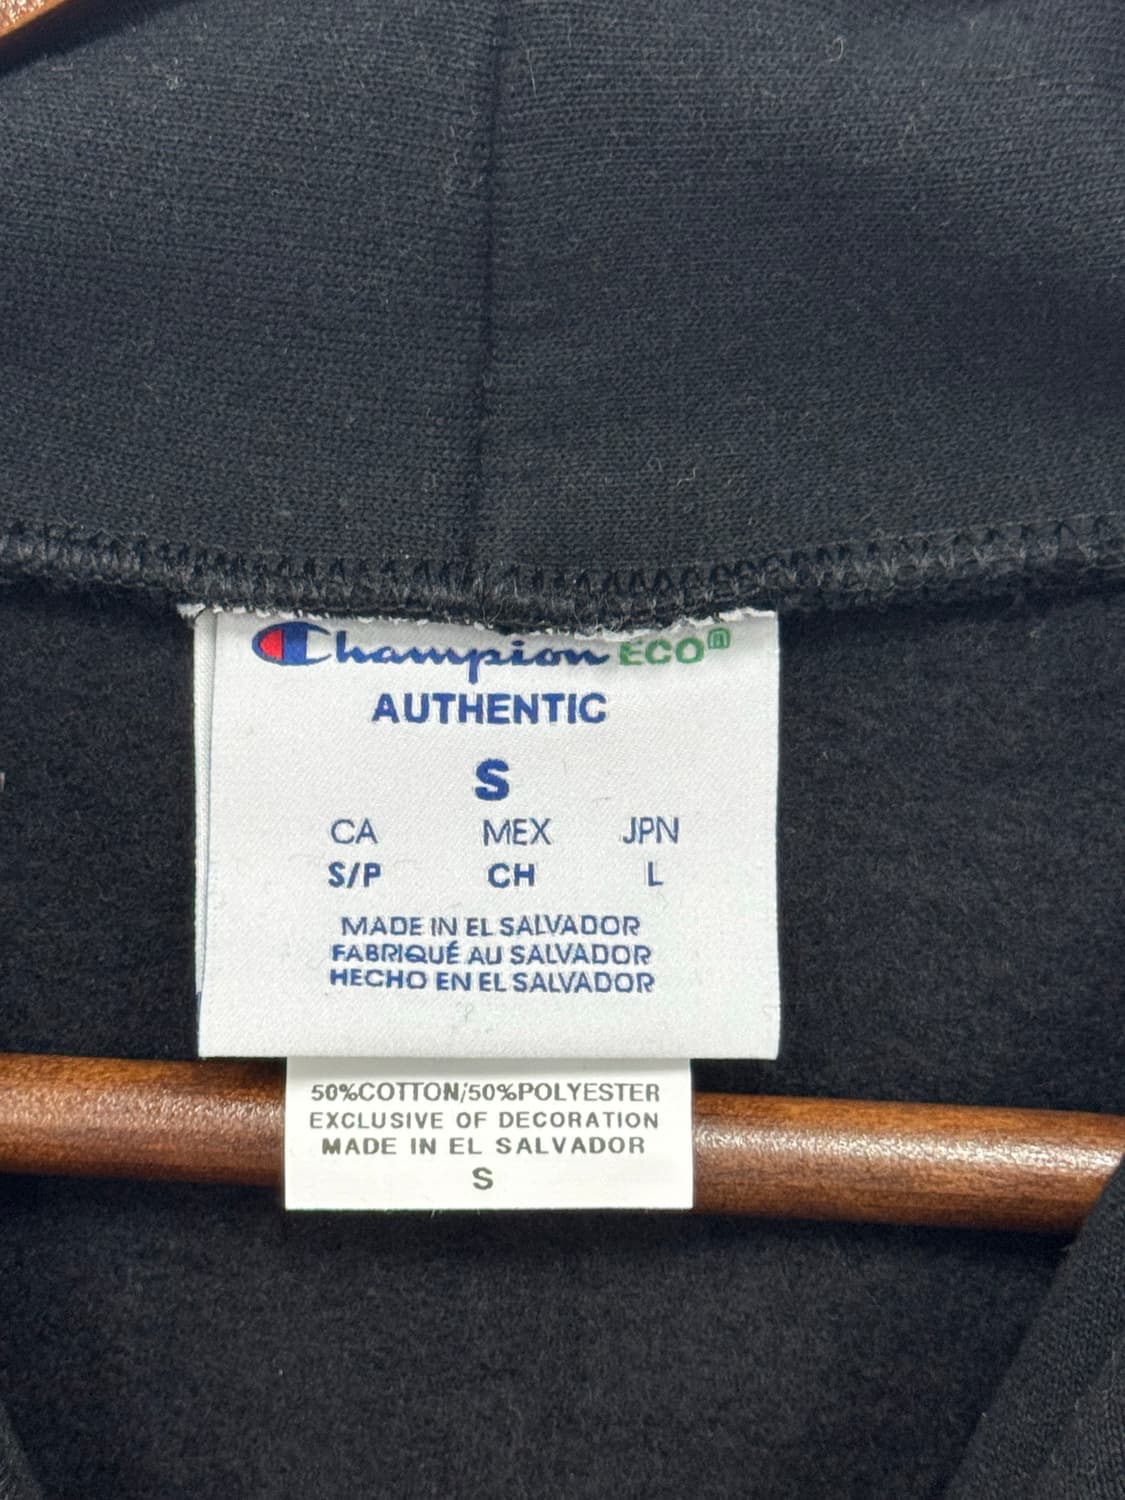 Champion ECO
AUTHENTIC
S
CA MEX JPN
S/P CH L
MADE IN EL SALVADOR
FABRIQUÉ AU SALVADOR
HECHO EN EL SALVADOR
50%COTTON/50%POLYESTER
EXCLUSIVE OF DECORATION
MADE IN EL SALVADOR
S